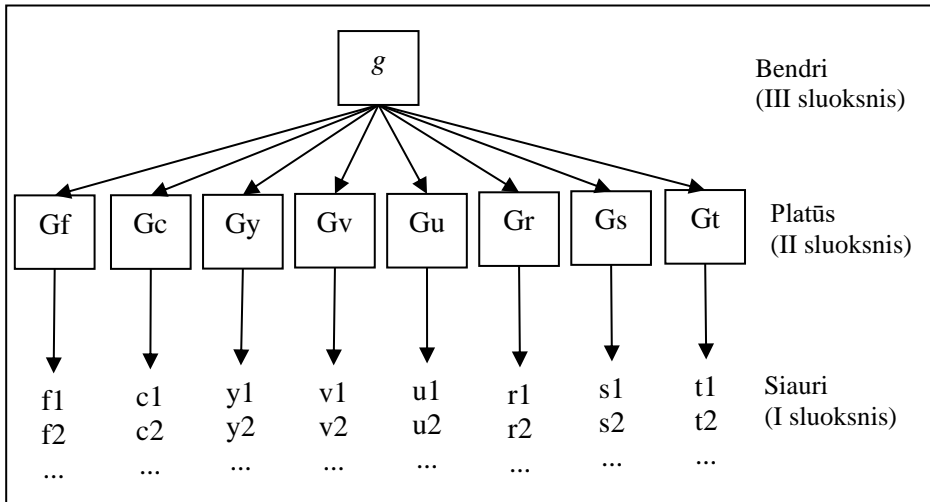 g
Bendri
(III sluoksnis)
Gf Gc Gy Gv Gu Gr Gs Gt
Platūs
(II sluoksnis)
f1 c1 y1 v1 u1 r1 s1 t1
f2 c2 y2 v2 u2 r2 s2 t2
... ... ... ... ... ... ... ...
Siauri
(I sluoksnis)